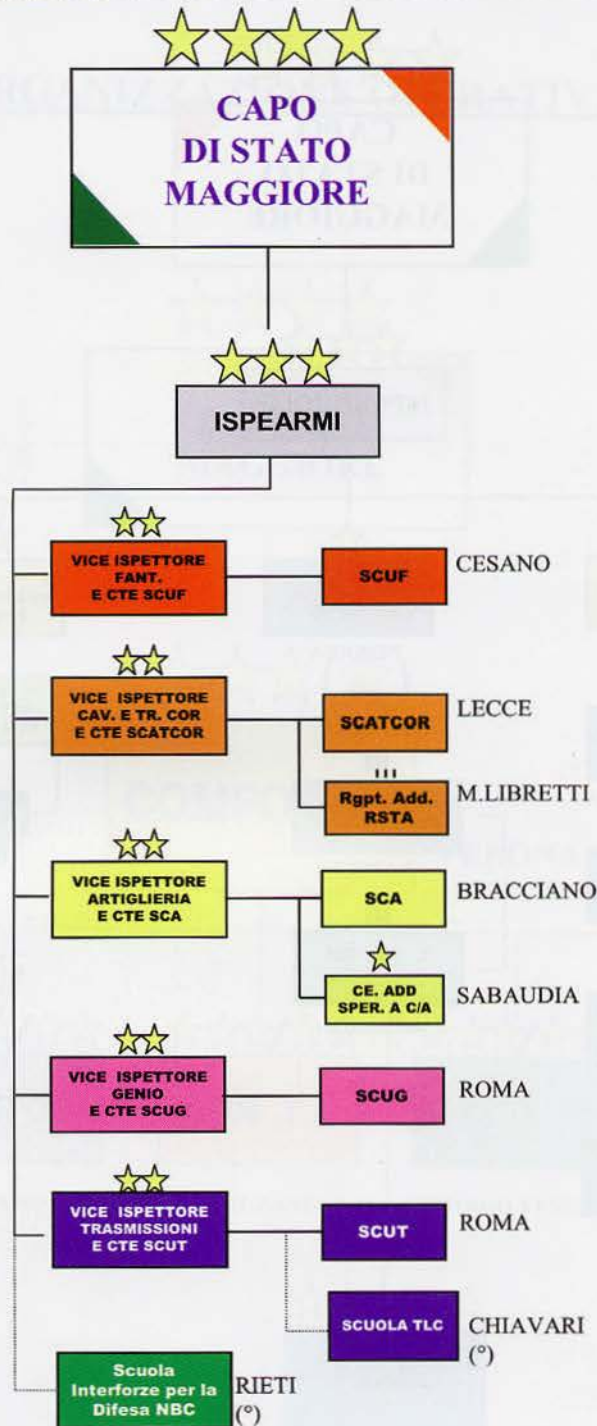 CAPO
DI STATO
MAGGIORE
ISPEARMI
VICE ISPETTORE
FANT.
E CTE SCUF
SCUF
CESANO
VICE ISPETTORE
CAV. E TR. COR
E CTE SCATCOR
SCATCOR
LECCE
III
Rgpt. Add.
RSTA
M.LIBRETTI
VICE ISPETTORE
ARTIGLIERIA
E CTE SCA
SCA
BRACCIANO
CE. ADD
SPER. A C/A
SABAUDIA
VICE ISPETTORE
GENIO
E CTE SCUG
SCUG
ROMA
VICE ISPETTORE
TRASMISSIONI
E CTE SCUT
SCUT
ROMA
SCUOLA TLC
CHIAVARI
(°)
Scuola
Interforze per la
Difesa NBC
RIETI
(°)